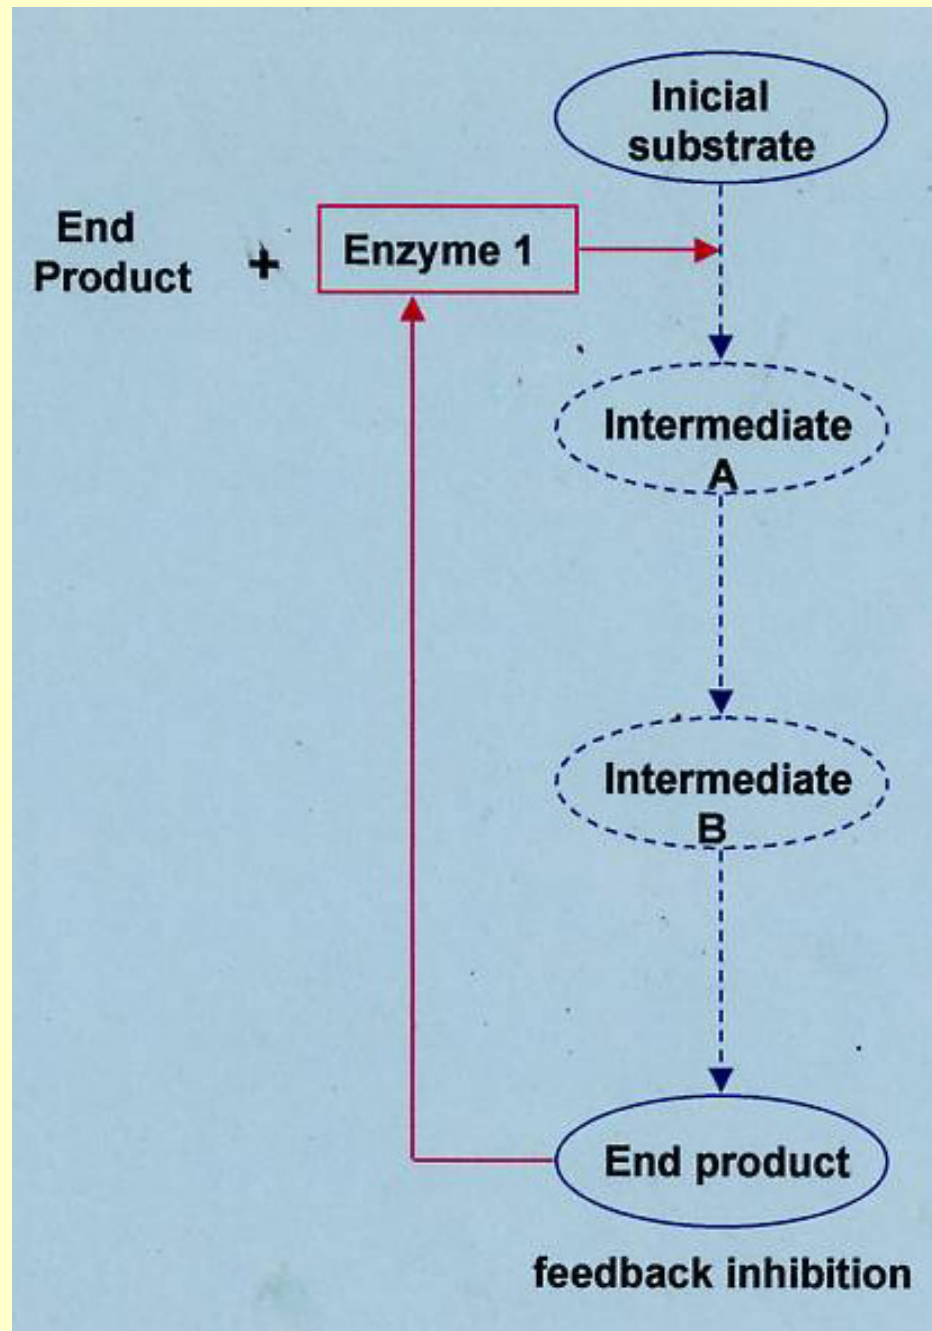 Inicial
substrate
End
Product
+
Enzyme 1
Intermediate
A
Intermediate
B
End product
feedback inhibition